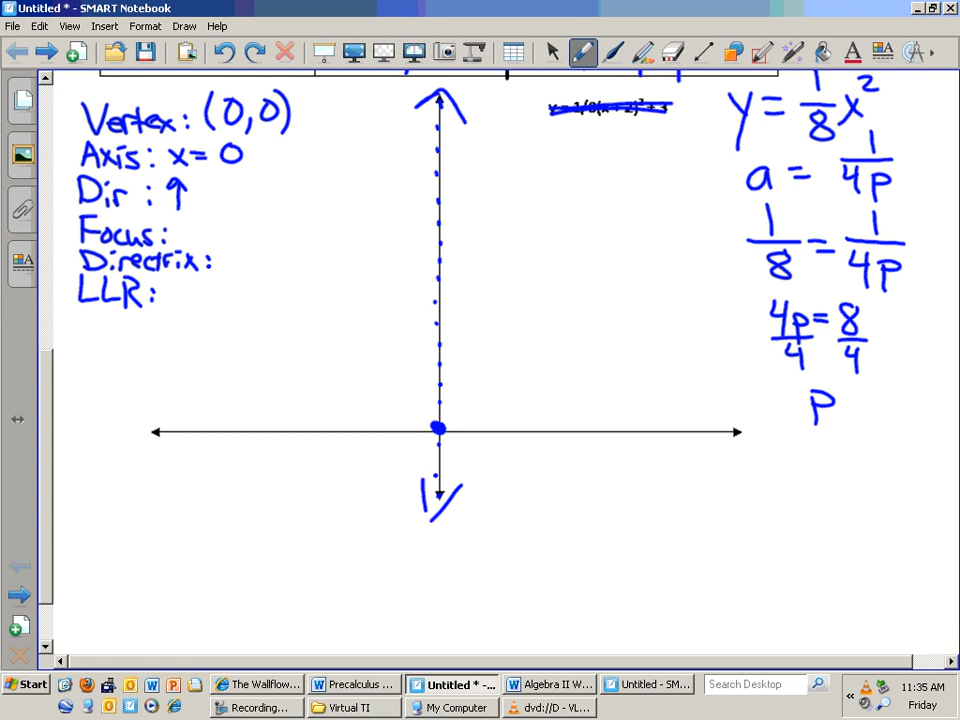 Untitled * - SMART Notebook
File Edit View Insert Format Draw Help
Vertex: (0,0)
Axis: x= 0
Dir : ↑
Focus:
Directrix:
LLR:
y = 1/8 x²
a = 1/4p
1/8 = 1/4p
4p/4 = 8/4
p
Start
The Wallflow...
Precalculus ...
Untitled * -...
Algebra II W...
Untitled - SM...
Search Desktop
11:35 AM
Recording...
Virtual TI
My Computer
dvd://D - VL...
Friday